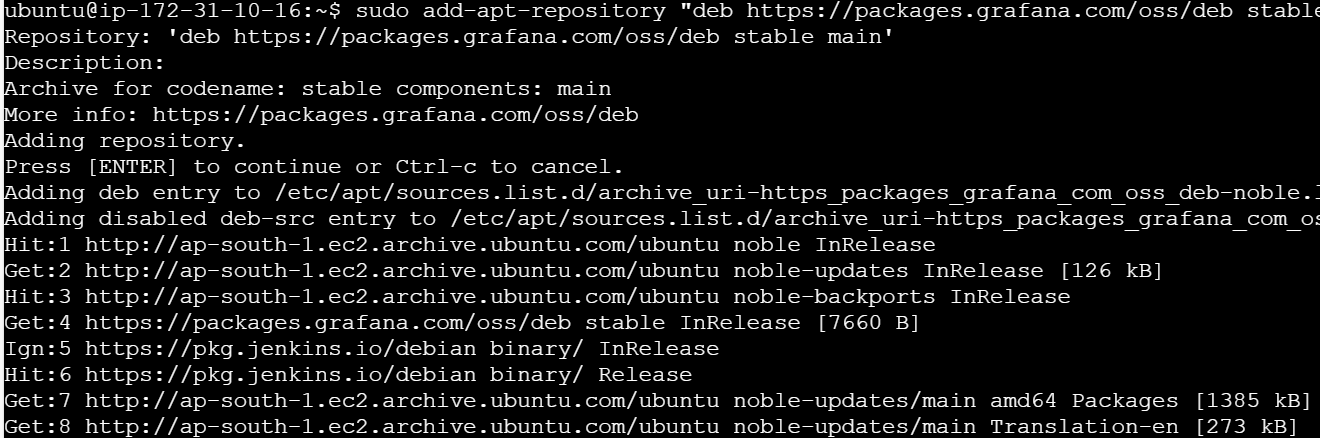 ubuntu@ip-172-31-10-16:~$ sudo add-apt-repository "deb https://packages.grafana.com/oss/deb stable
Repository: 'deb https://packages.grafana.com/oss/deb stable main'
Description:
Archive for codename: stable components: main
More info: https://packages.grafana.com/oss/deb
Adding repository.
Press [ENTER] to continue or Ctrl-c to cancel.
Adding deb entry to /etc/apt/sources.list.d/archive_uri-https_packages_grafana_com_oss_deb-noble.l
Adding disabled deb-src entry to /etc/apt/sources.list.d/archive_uri-https_packages_grafana_com_os
Hit:1 http://ap-south-1.ec2.archive.ubuntu.com/ubuntu noble InRelease
Get:2 http://ap-south-1.ec2.archive.ubuntu.com/ubuntu noble-updates InRelease [126 kB]
Hit:3 http://ap-south-1.ec2.archive.ubuntu.com/ubuntu noble-backports InRelease
Get:4 https://packages.grafana.com/oss/deb stable InRelease [7660 B]
Ign:5 https://pkg.jenkins.io/debian binary/ InRelease
Hit:6 https://pkg.jenkins.io/debian binary/ Release
Get:7 http://ap-south-1.ec2.archive.ubuntu.com/ubuntu noble-updates/main amd64 Packages [1385 kB]
Get:8 http://ap-south-1.ec2.archive.ubuntu.com/ubuntu noble-updates/main Translation-en [273 kB]